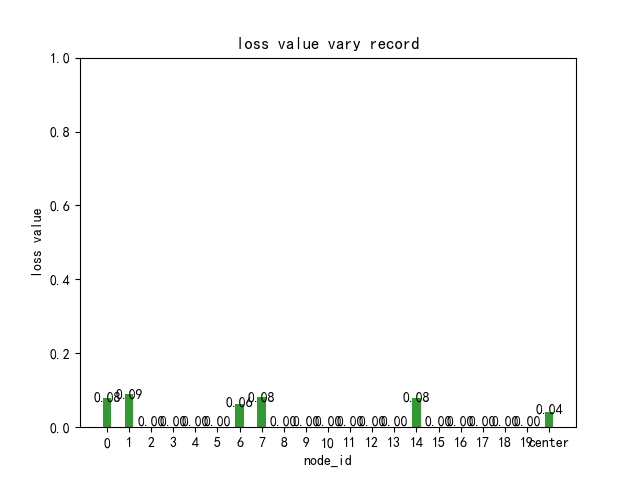 loss value vary record
1.0
0.8
0.6
0.4
0.2
0.0
loss value
0.08 0.09 0.00 0.00 0.00 0.00 0.06 0.08 0.00 0.00 0.00 0.00 0.00 0.00 0.08 0.00 0.00 0.00 0.00 0.00 0.04
0 1 2 3 4 5 6 7 8 9 10 11 12 13 14 15 16 17 18 19 center
node_id